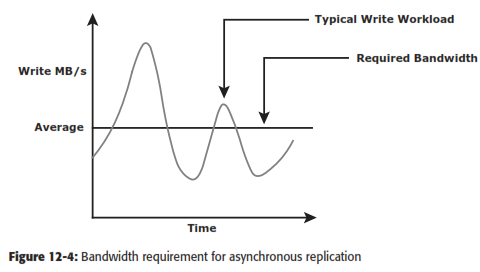 Typical Write Workload
Required Bandwidth
Write MB/s
Average
Time
Figure 12-4: Bandwidth requirement for asynchronous replication